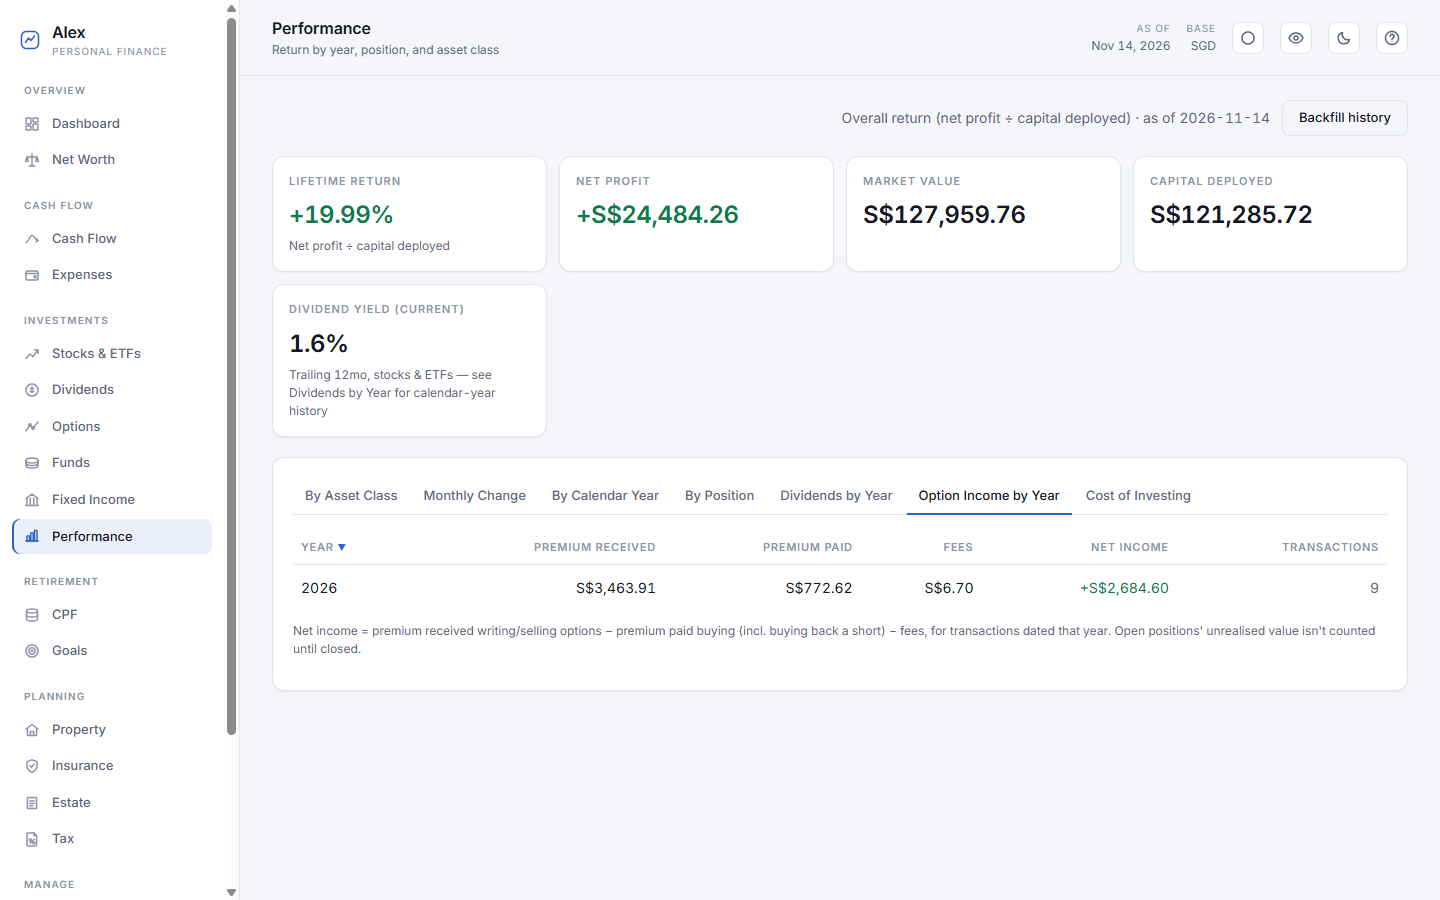 Alex
PERSONAL FINANCE
OVERVIEW
Dashboard
Net Worth
CASH FLOW
Cash Flow
Expenses
INVESTMENTS
Stocks & ETFs
Dividends
Options
Funds
Fixed Income
Performance
RETIREMENT
CPF
Goals
PLANNING
Property
Insurance
Estate
Tax
MANAGE
Performance
Return by year, position, and asset class
AS OF
Nov 14, 2026
BASE
SGD
Overall return (net profit ÷ capital deployed) · as of 2026-11-14
Backfill history
LIFETIME RETURN
+19.99%
Net profit ÷ capital deployed
NET PROFIT
+S$24,484.26
MARKET VALUE
S$127,959.76
CAPITAL DEPLOYED
S$121,285.72
DIVIDEND YIELD (CURRENT)
1.6%
Trailing 12mo, stocks & ETFs — see
Dividends by Year for calendar-year
history
By Asset Class Monthly Change By Calendar Year By Position Dividends by Year Option Income by Year Cost of Investing
YEAR ▼ PREMIUM RECEIVED PREMIUM PAID FEES NET INCOME TRANSACTIONS
2026 S$3,463.91 S$772.62 S$6.70 +S$2,684.60 9
Net income = premium received writing/selling options − premium paid buying (incl. buying back a short) − fees, for transactions dated that year. Open positions' unrealised value isn't counted
until closed.